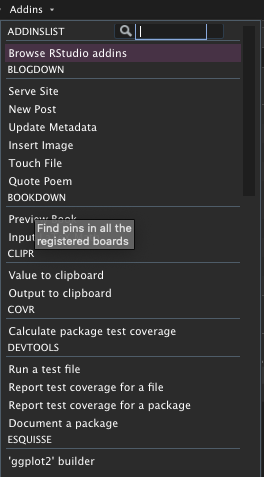 Addins
ADDINSLIST
Browse RStudio addins
BLOGDOWN
Serve Site
New Post
Update Metadata
Insert Image
Touch File
Quote Poem
BOOKDOWN
Preview Book
Input
Find pins in all the
registered boards
CLIPR
Value to clipboard
Output to clipboard
COVR
Calculate package test coverage
DEVTOOLS
Run a test file
Report test coverage for a file
Report test coverage for a package
Document a package
ESQUISSE
'ggplot2' builder